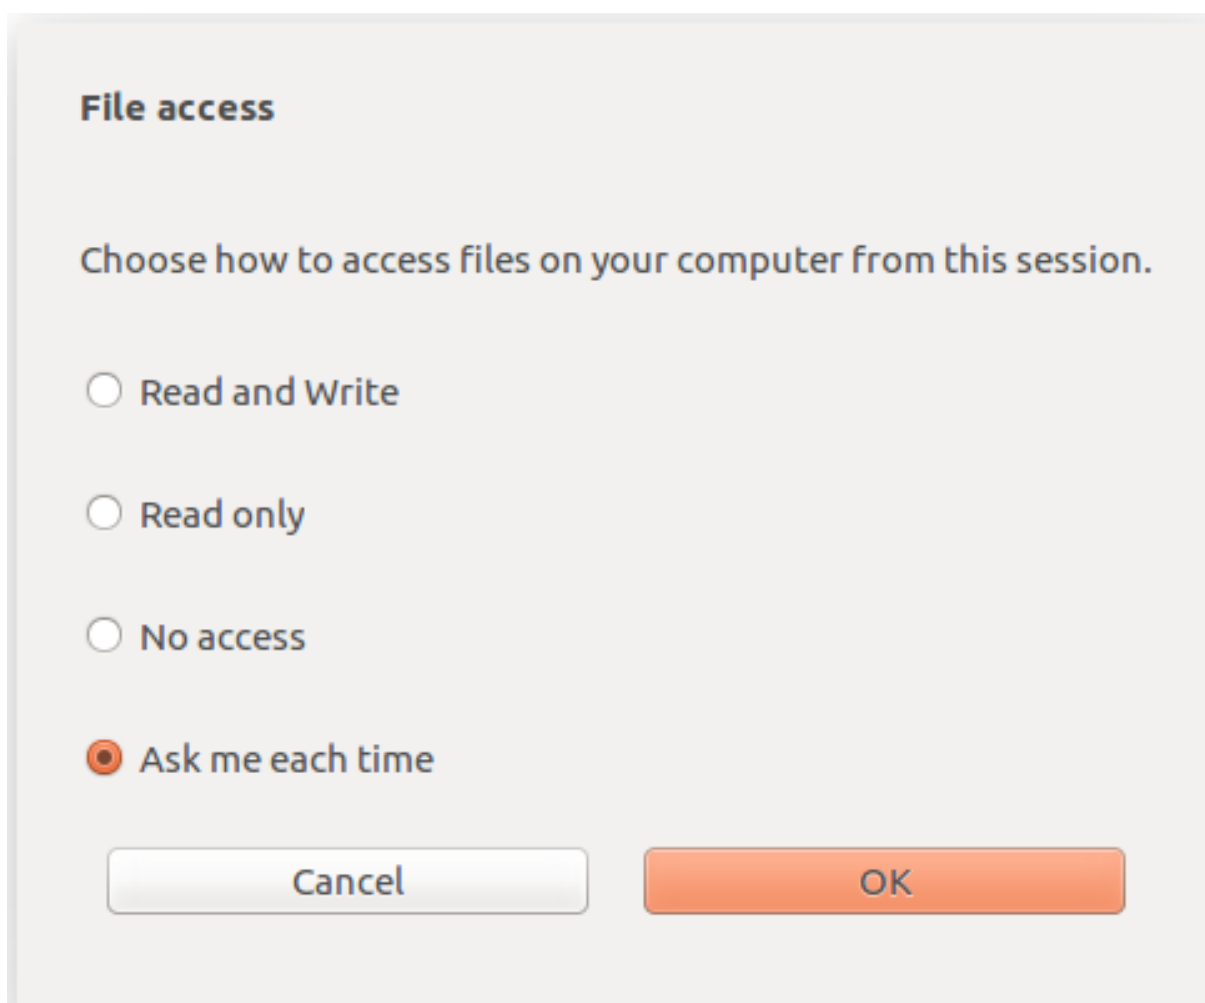 File access
Choose how to access files on your computer from this session.
Read and Write
Read only
No access
Ask me each time
Cancel
OK